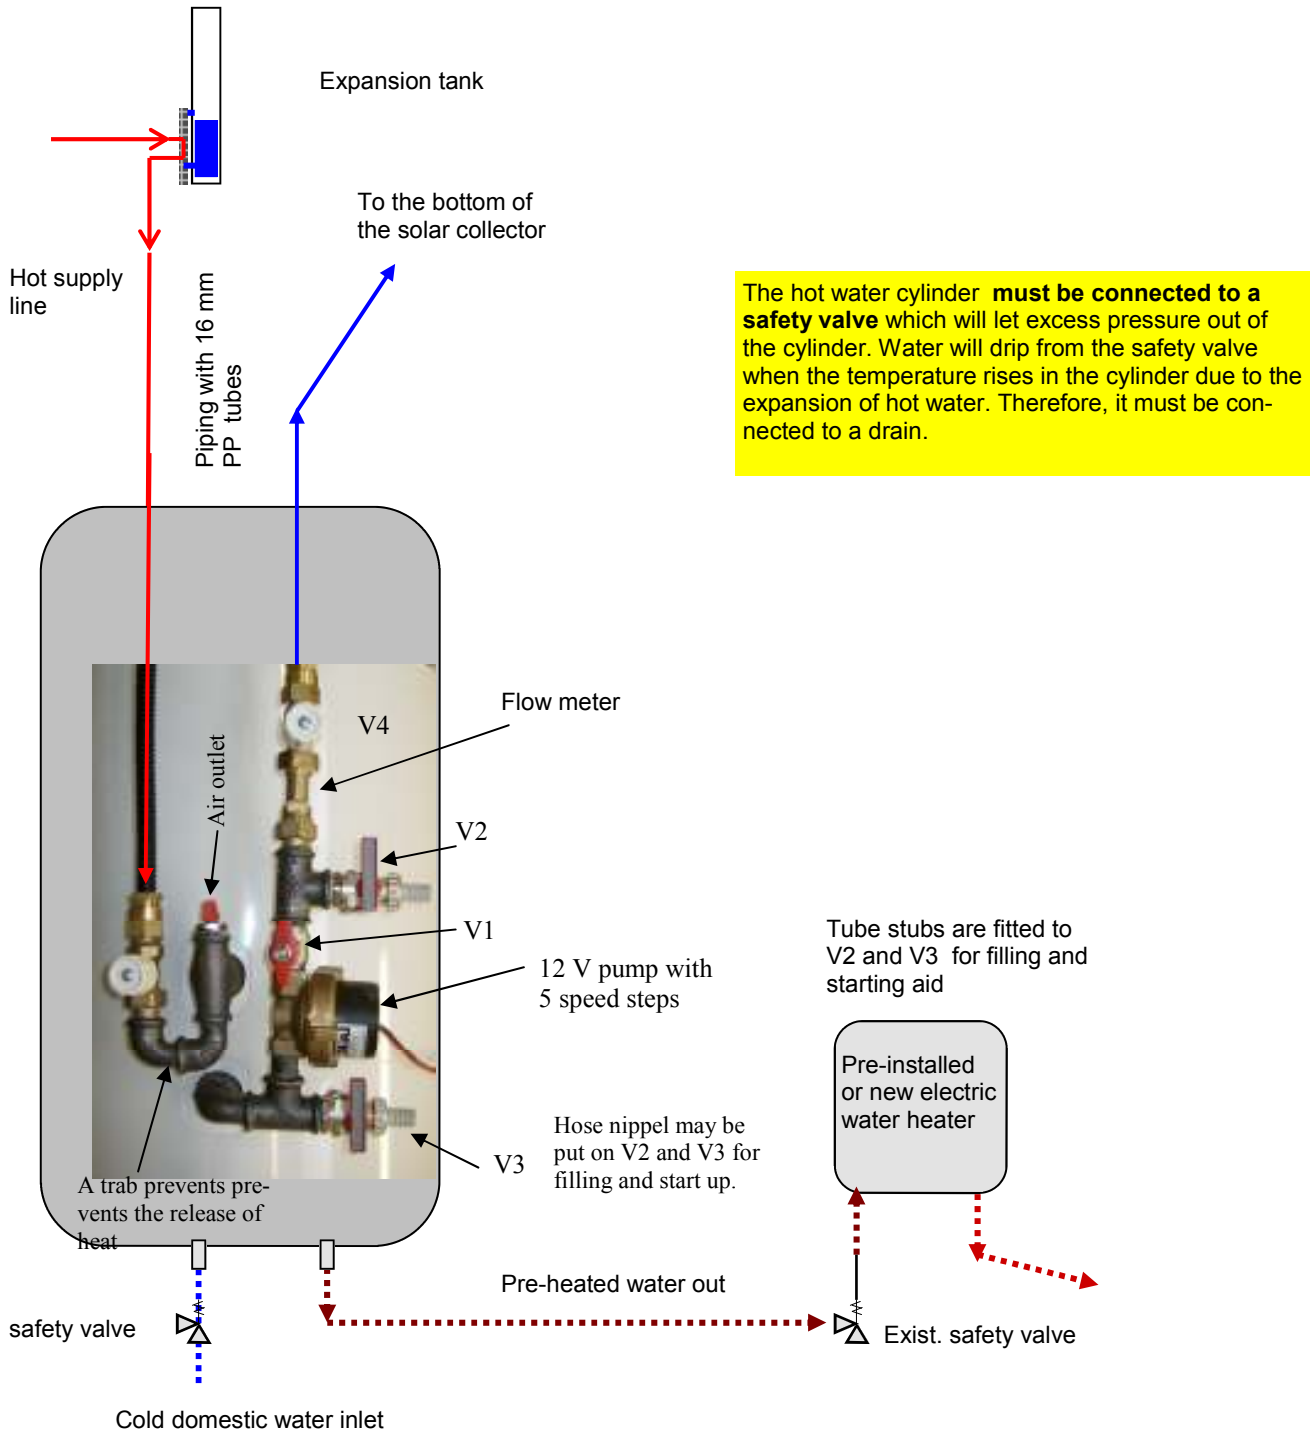 Expansion tank
To the bottom of
the solar collector
Hot supply
line
Piping with 16 mm
PP tubes
The hot water cylinder must be connected to a
safety valve which will let excess pressure out of
the cylinder. Water will drip from the safety valve
when the temperature rises in the cylinder due to the
expansion of hot water. Therefore, it must be con-
nected to a drain.
Flow meter
V4
Air outlet
V2
V1
12 V pump with
5 speed steps
Tube stubs are fitted to
V2 and V3 for filling and
starting aid
Pre-installed
or new electric
water heater
Hose nippel may be
put on V2 and V3 for
filling and start up.
V3
A trab prevents pre-
vents the release of
heat
Pre-heated water out
safety valve
Exist. safety valve
Cold domestic water inlet